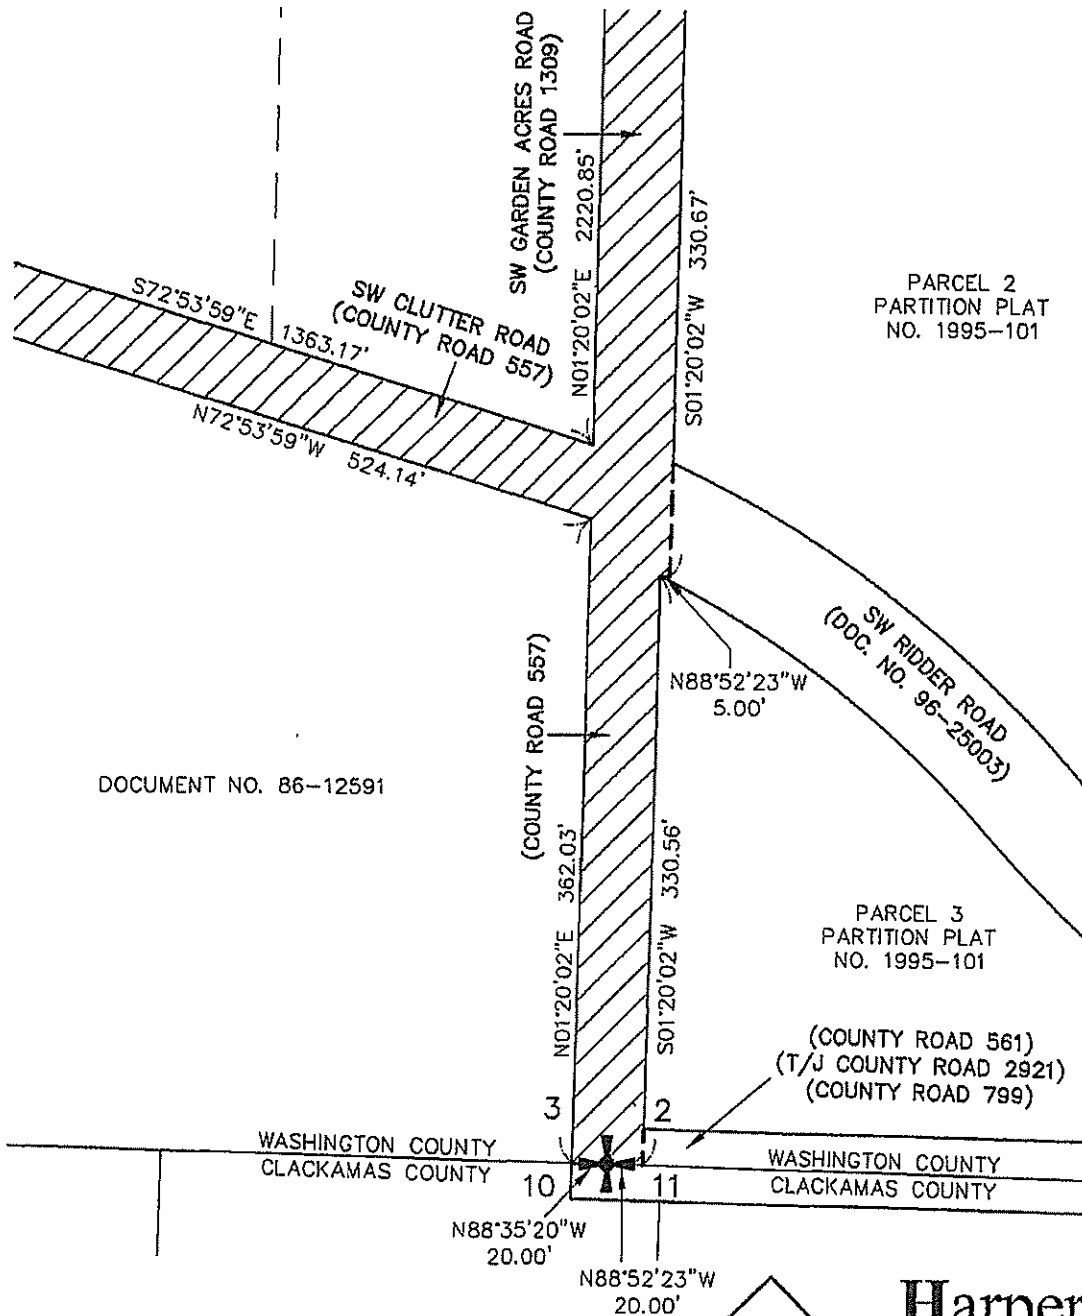 SW GARDEN ACRES ROAD
(COUNTY ROAD 1309)
N01°20'02"E 2220.85'
S01°20'02"W 330.67'
PARCEL 2
PARTITION PLAT
NO. 1995-101
S72°53'59"E 1363.17'
SW CLUTTER ROAD
(COUNTY ROAD 557)
N72°53'59"W 524.14'
SW RIDDER ROAD
(DOC. NO. 96-25003)
N88°52'23"W
5.00'
(COUNTY ROAD 557)
DOCUMENT NO. 86-12591
N01°20'02"E 362.03'
S01°20'02"W 330.56'
PARCEL 3
PARTITION PLAT
NO. 1995-101
(COUNTY ROAD 561)
(T/J COUNTY ROAD 2921)
(COUNTY ROAD 799)
3 2
WASHINGTON COUNTY
CLACKAMAS COUNTY
WASHINGTON COUNTY
CLACKAMAS COUNTY
10 11
N88°35'20"W
20.00'
N88°52'23"W
20.00'
Harper